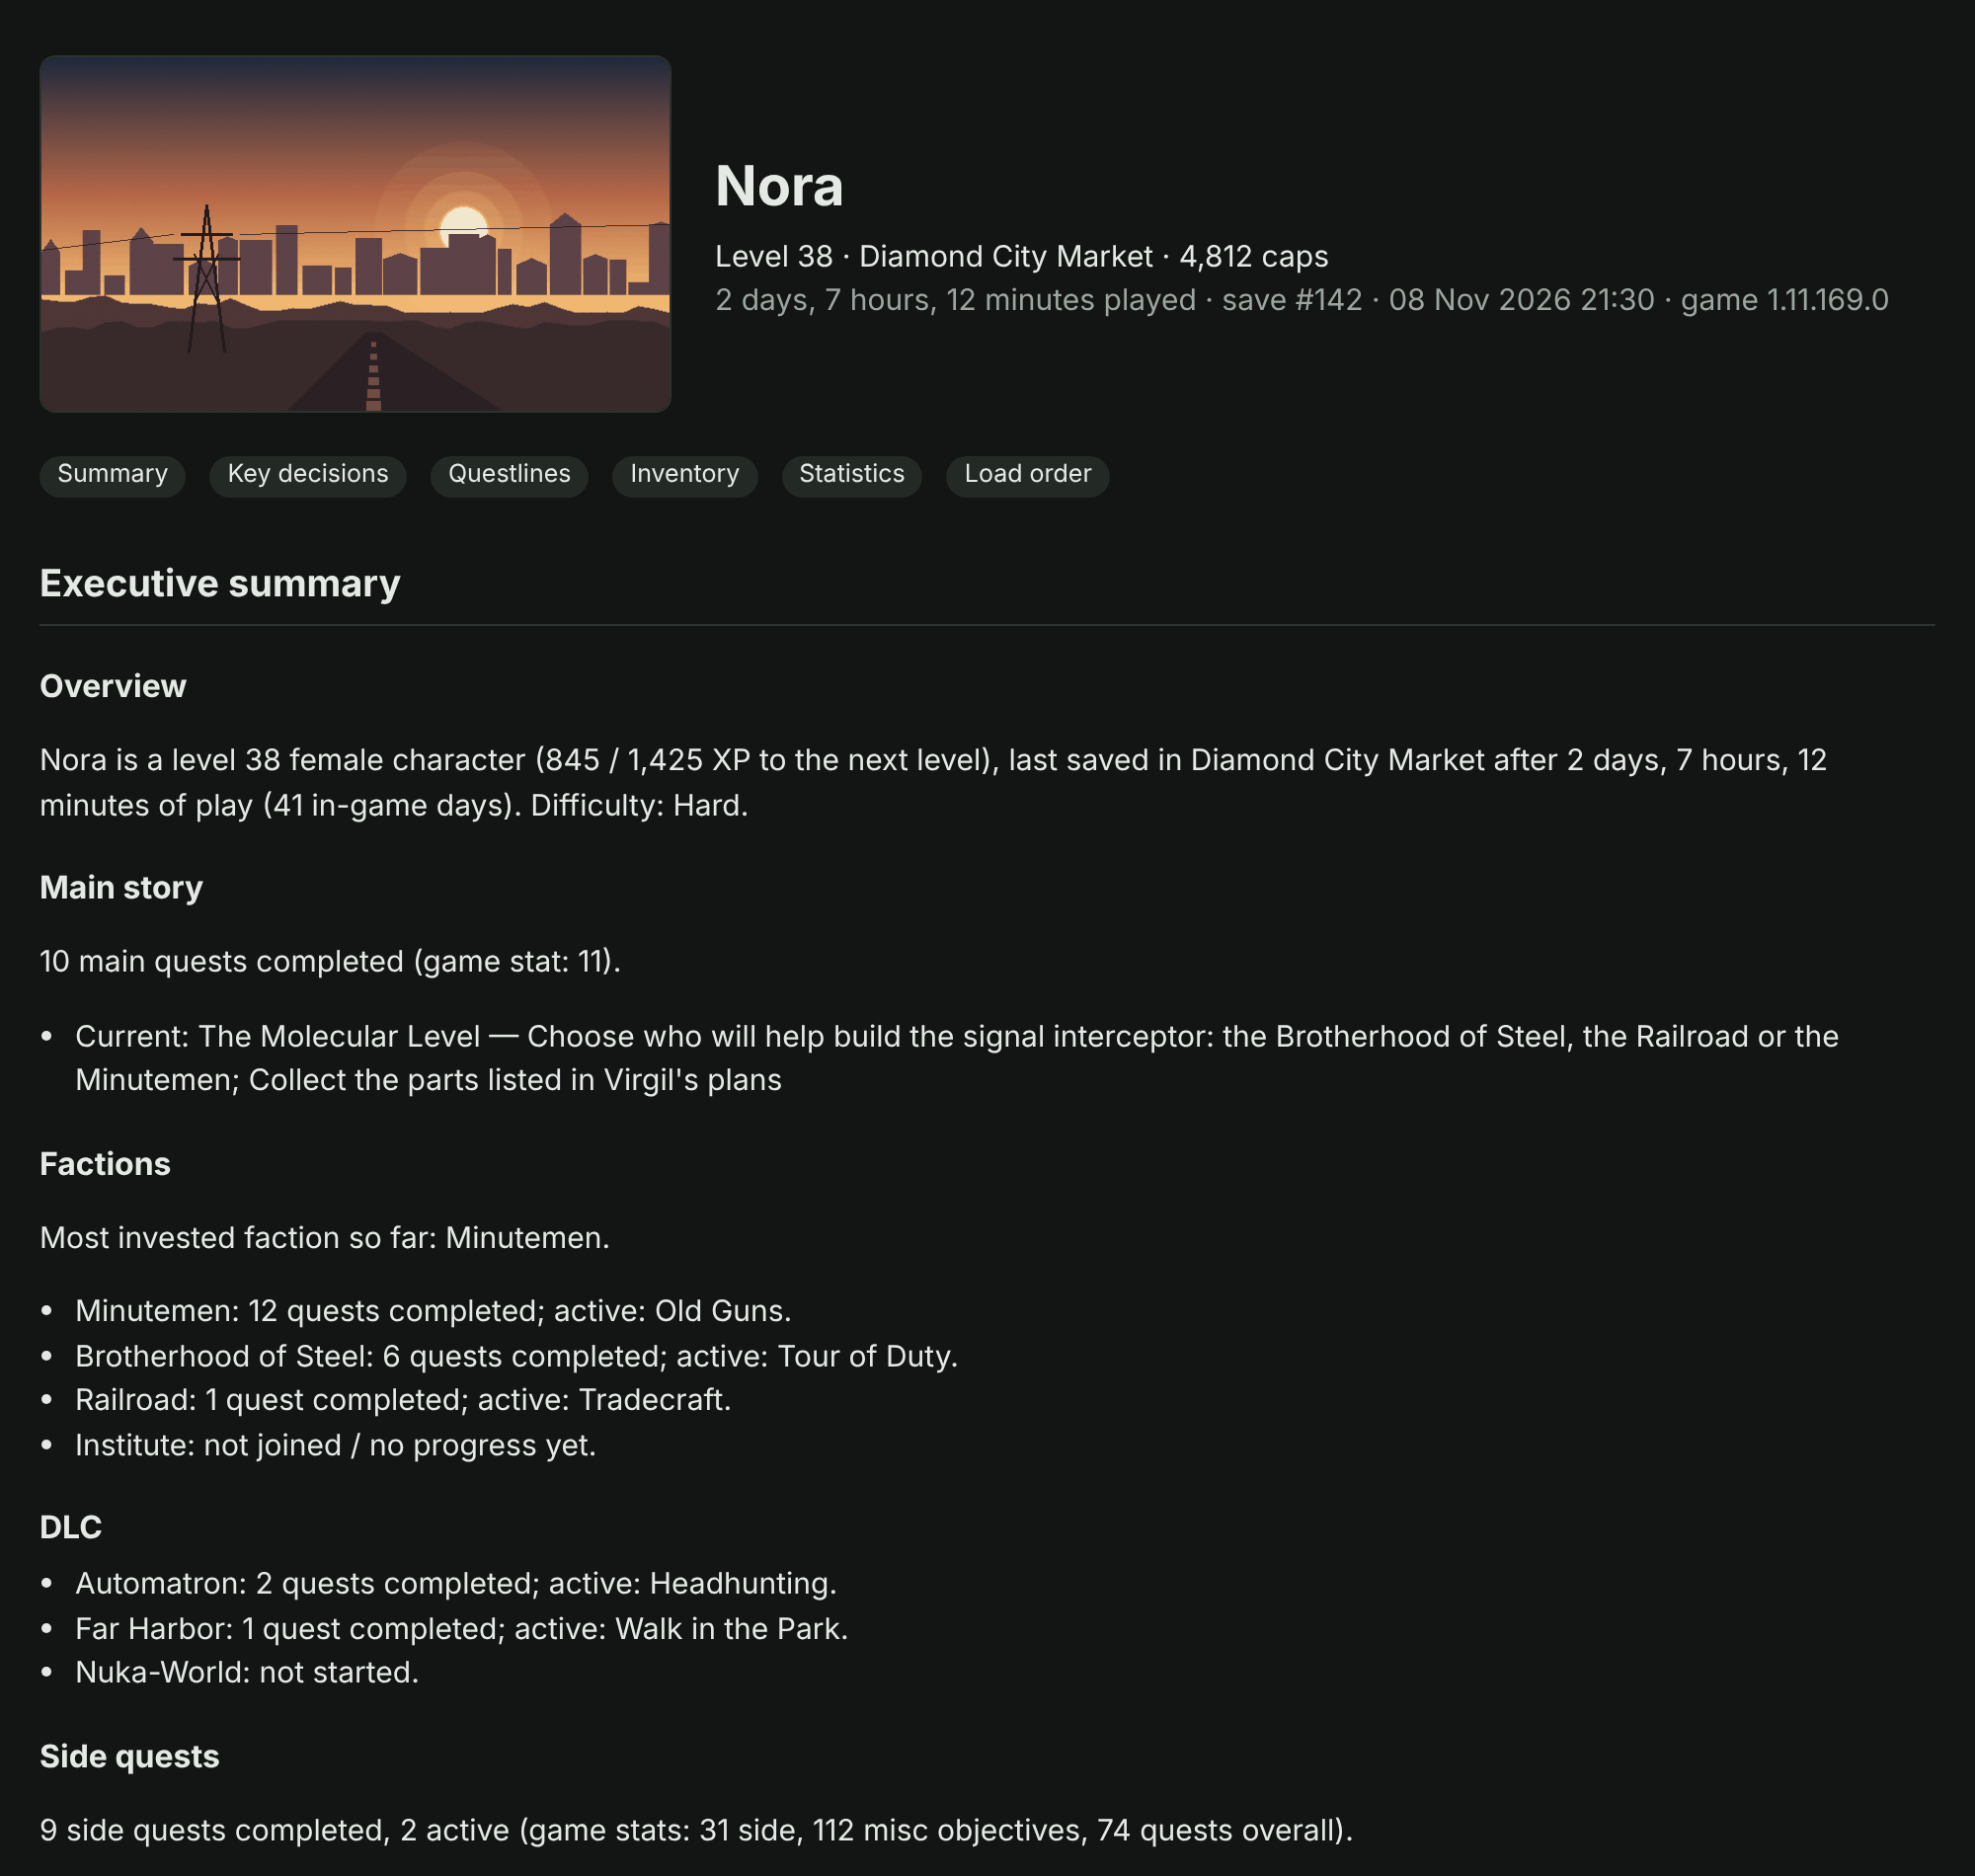 Nora
Level 38 · Diamond City Market · 4,812 caps
2 days, 7 hours, 12 minutes played · save #142 · 08 Nov 2026 21:30 · game 1.11.169.0
Summary
Key decisions
Questlines
Inventory
Statistics
Load order
Executive summary
Overview
Nora is a level 38 female character (845 / 1,425 XP to the next level), last saved in Diamond City Market after 2 days, 7 hours, 12
minutes of play (41 in-game days). Difficulty: Hard.
Main story
10 main quests completed (game stat: 11).
• Current: The Molecular Level — Choose who will help build the signal interceptor: the Brotherhood of Steel, the Railroad or the
Minutemen; Collect the parts listed in Virgil's plans
Factions
Most invested faction so far: Minutemen.
• Minutemen: 12 quests completed; active: Old Guns.
• Brotherhood of Steel: 6 quests completed; active: Tour of Duty.
• Railroad: 1 quest completed; active: Tradecraft.
• Institute: not joined / no progress yet.
DLC
• Automatron: 2 quests completed; active: Headhunting.
• Far Harbor: 1 quest completed; active: Walk in the Park.
• Nuka-World: not started.
Side quests
9 side quests completed, 2 active (game stats: 31 side, 112 misc objectives, 74 quests overall).